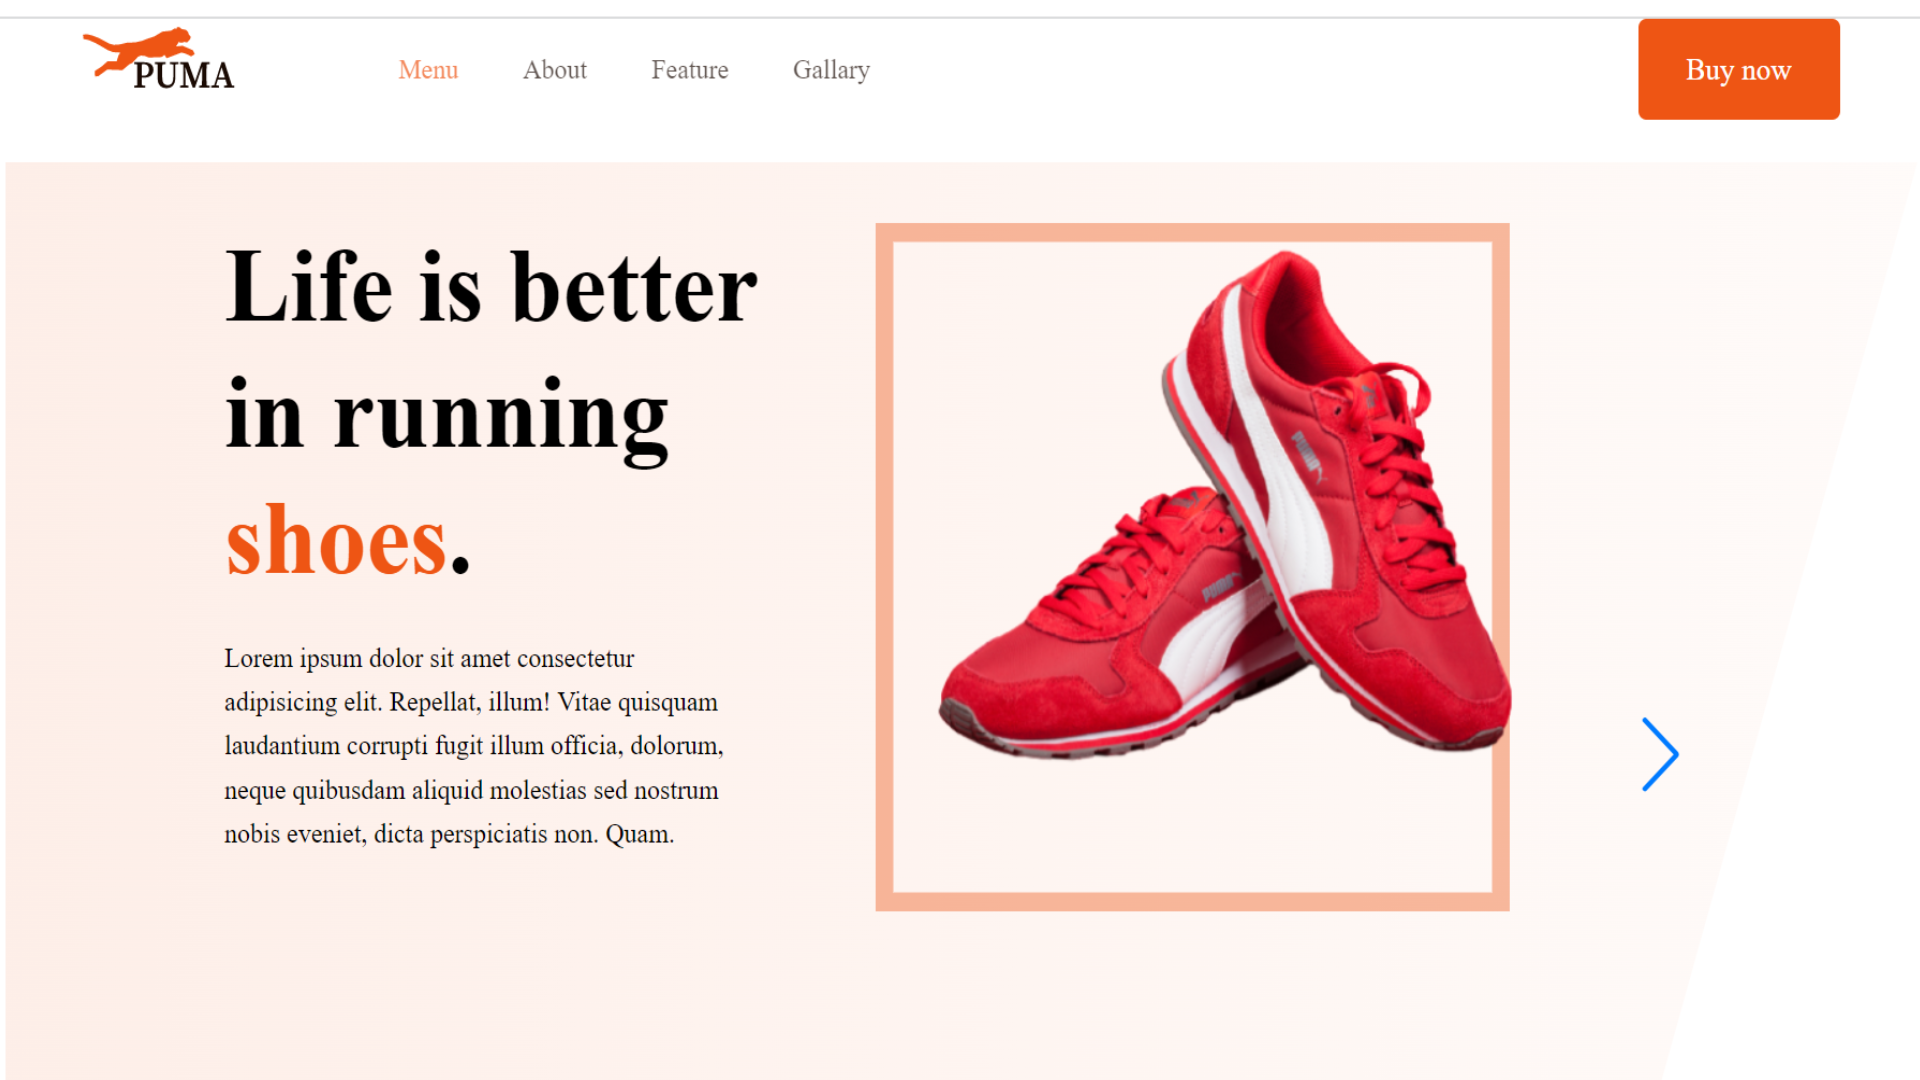 PUMA
Menu
About
Feature
Gallary
Buy now
Life is better
in running
shoes.
Lorem ipsum dolor sit amet consectetur
adipisicing elit. Repellat, illum! Vitae quisquam
laudantium corrupti fugit illum officia, dolorum,
neque quibusdam aliquid molestias sed nostrum
nobis eveniet, dicta perspiciatis non. Quam.
PUMA
PUMA